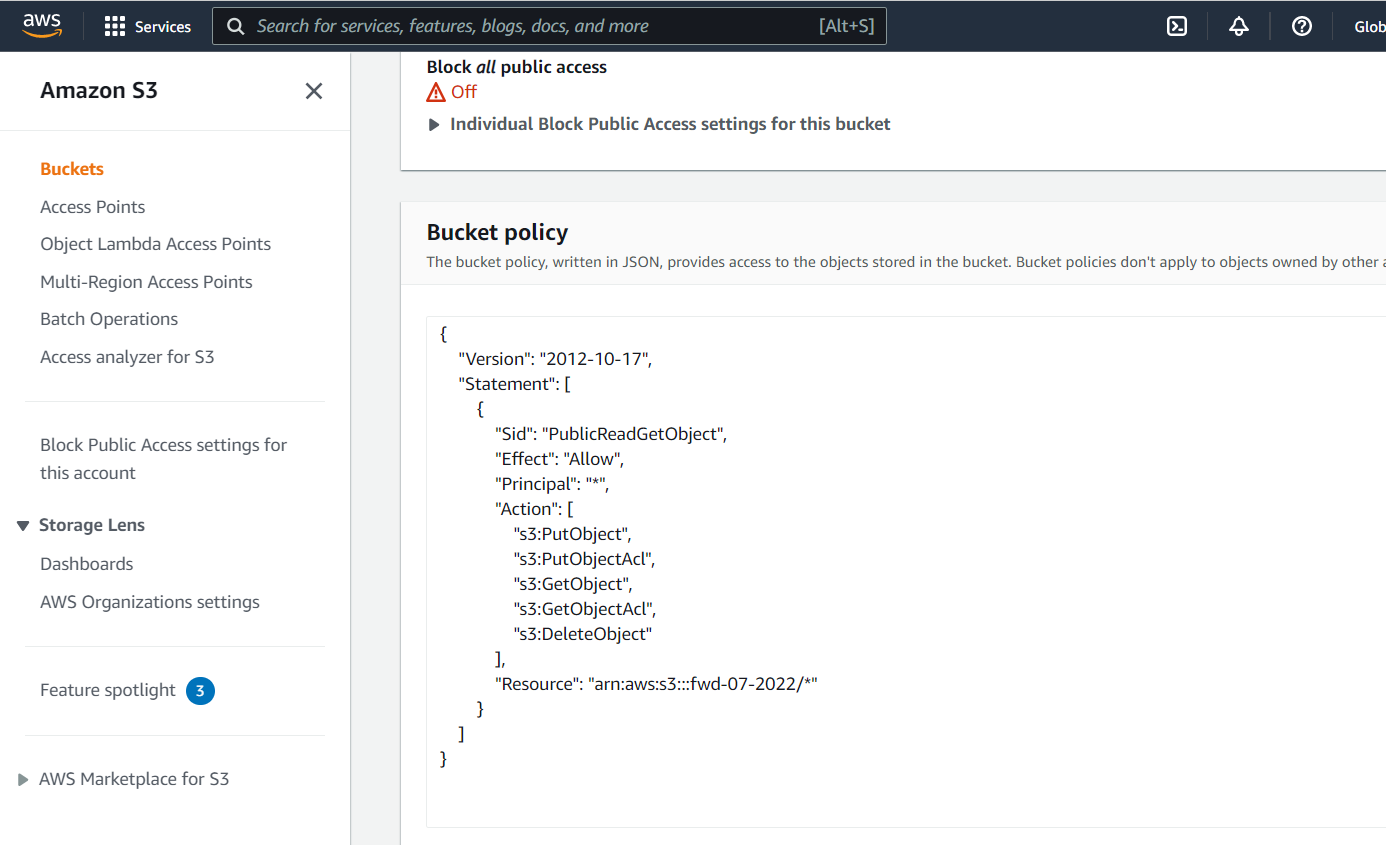 aws
Services
Search for services, features, blogs, docs, and more
[Alt+S]
Glob
Amazon S3
Buckets
Access Points
Object Lambda Access Points
Multi-Region Access Points
Batch Operations
Access analyzer for S3
Block Public Access settings for
this account
Storage Lens
Dashboards
AWS Organizations settings
Feature spotlight 3
AWS Marketplace for S3
Block all public access
Off
Individual Block Public Access settings for this bucket
Bucket policy
The bucket policy, written in JSON, provides access to the objects stored in the bucket. Bucket policies don't apply to objects owned by other a
{
"Version": "2012-10-17",
"Statement": [
{
"Sid": "PublicReadGetObject",
"Effect": "Allow",
"Principal": "*",
"Action": [
"s3:PutObject",
"s3:PutObjectAcl",
"s3:GetObject",
"s3:GetObjectAcl",
"s3:DeleteObject"
],
"Resource": "arn:aws:s3:::fwd-07-2022/*"
}
]
}